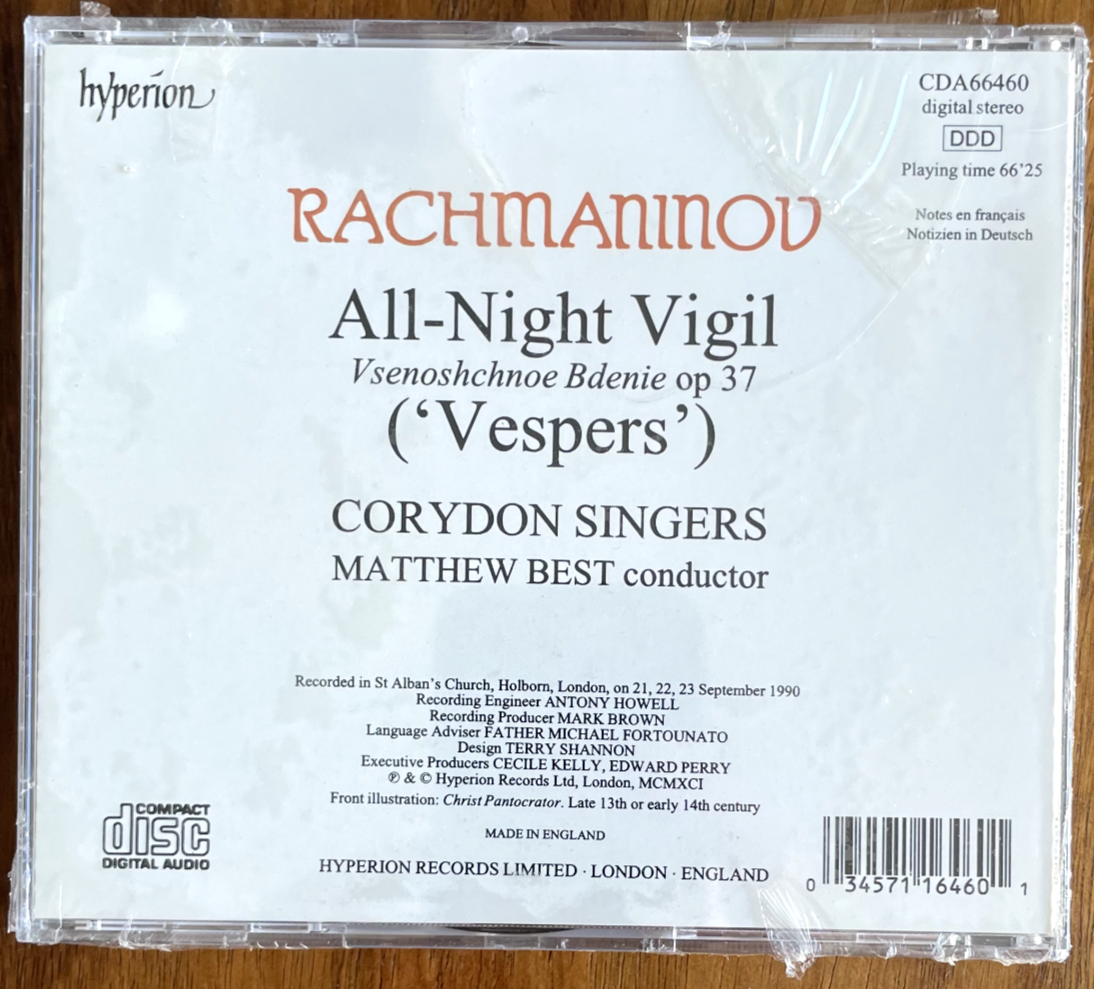 hyperion
CDA66460
digital stereo
DDD
Playing time 66'25
Notes en français
Notizien in Deutsch
RACHMANINOV
All-Night Vigil
Vsenoshchnoe Bdenie op 37
('Vespers')
CORYDON SINGERS
MATTHEW BEST conductor
Recorded in St Alban's Church, Holborn, London, on 21, 22, 23 September 1990
Recording Engineer ANTONY HOWELL
Recording Producer MARK BROWN
Language Adviser FATHER MICHAEL FORTOUNATO
Design TERRY SHANNON
Executive Producers CECILE KELLY, EDWARD PERRY
℗ & © Hyperion Records Ltd, London, MCMXCI
Front illustration: Christ Pantocrator. Late 13th or early 14th century
MADE IN ENGLAND
HYPERION RECORDS LIMITED · LONDON · ENGLAND
COMPACT
disc
DIGITAL AUDIO
0 34571 16460 1